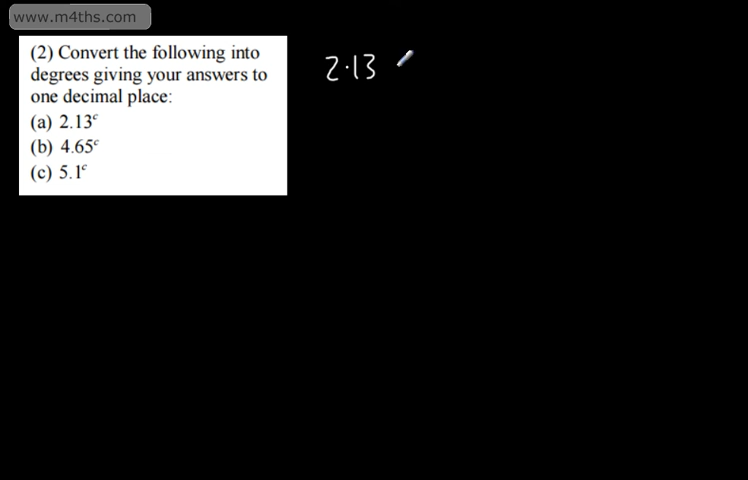 www.m4ths.com
(2) Convert the following into
degrees giving your answers to
one decimal place:
(a) 2.13ᶜ
(b) 4.65ᶜ
(c) 5.1ᶜ
2·13